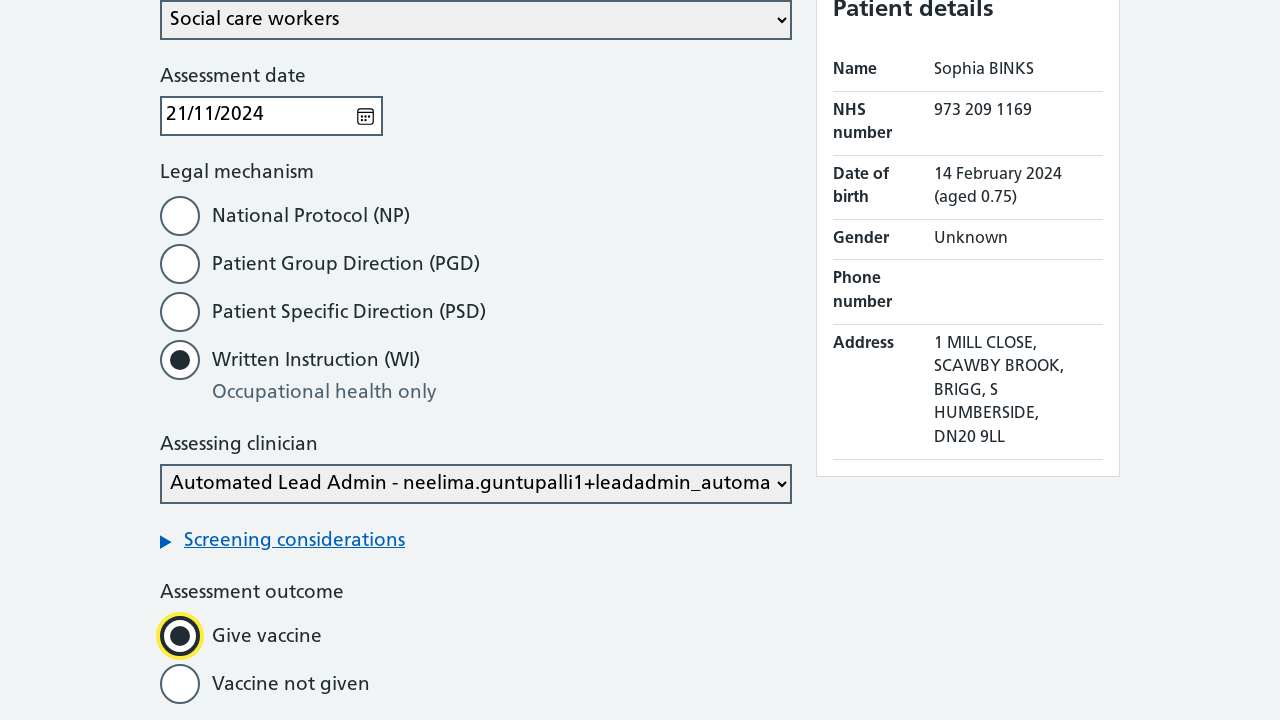 Social care workers
Assessment date
21/11/2024
Legal mechanism
National Protocol (NP)
Patient Group Direction (PGD)
Patient Specific Direction (PSD)
Written Instruction (WI)
Occupational health only
Assessing clinician
Automated Lead Admin - neelima.guntupalli1+leadadmin_automa
Screening considerations
Assessment outcome
Give vaccine
Vaccine not given
Patient details
Name Sophia BINKS
NHS number 973 209 1169
Date of birth 14 February 2024 (aged 0.75)
Gender Unknown
Phone number
Address 1 MILL CLOSE,
SCAWBY BROOK,
BRIGG, S
HUMBERSIDE,
DN20 9LL